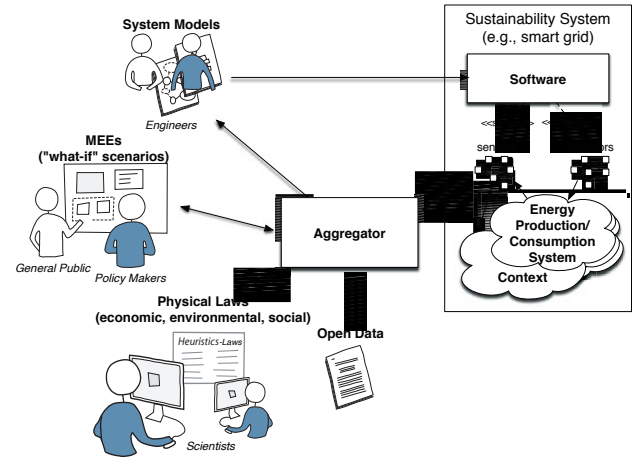 System Models
Engineers
Sustainability System
(e.g., smart grid)
Software
MEEs
("what-if" scenarios)
General Public
Policy Makers
Aggregator
Energy
Production/
Consumption
System
Context
Physical Laws
(economic, environmental, social)
Heuristics-Laws
Scientists
Open Data